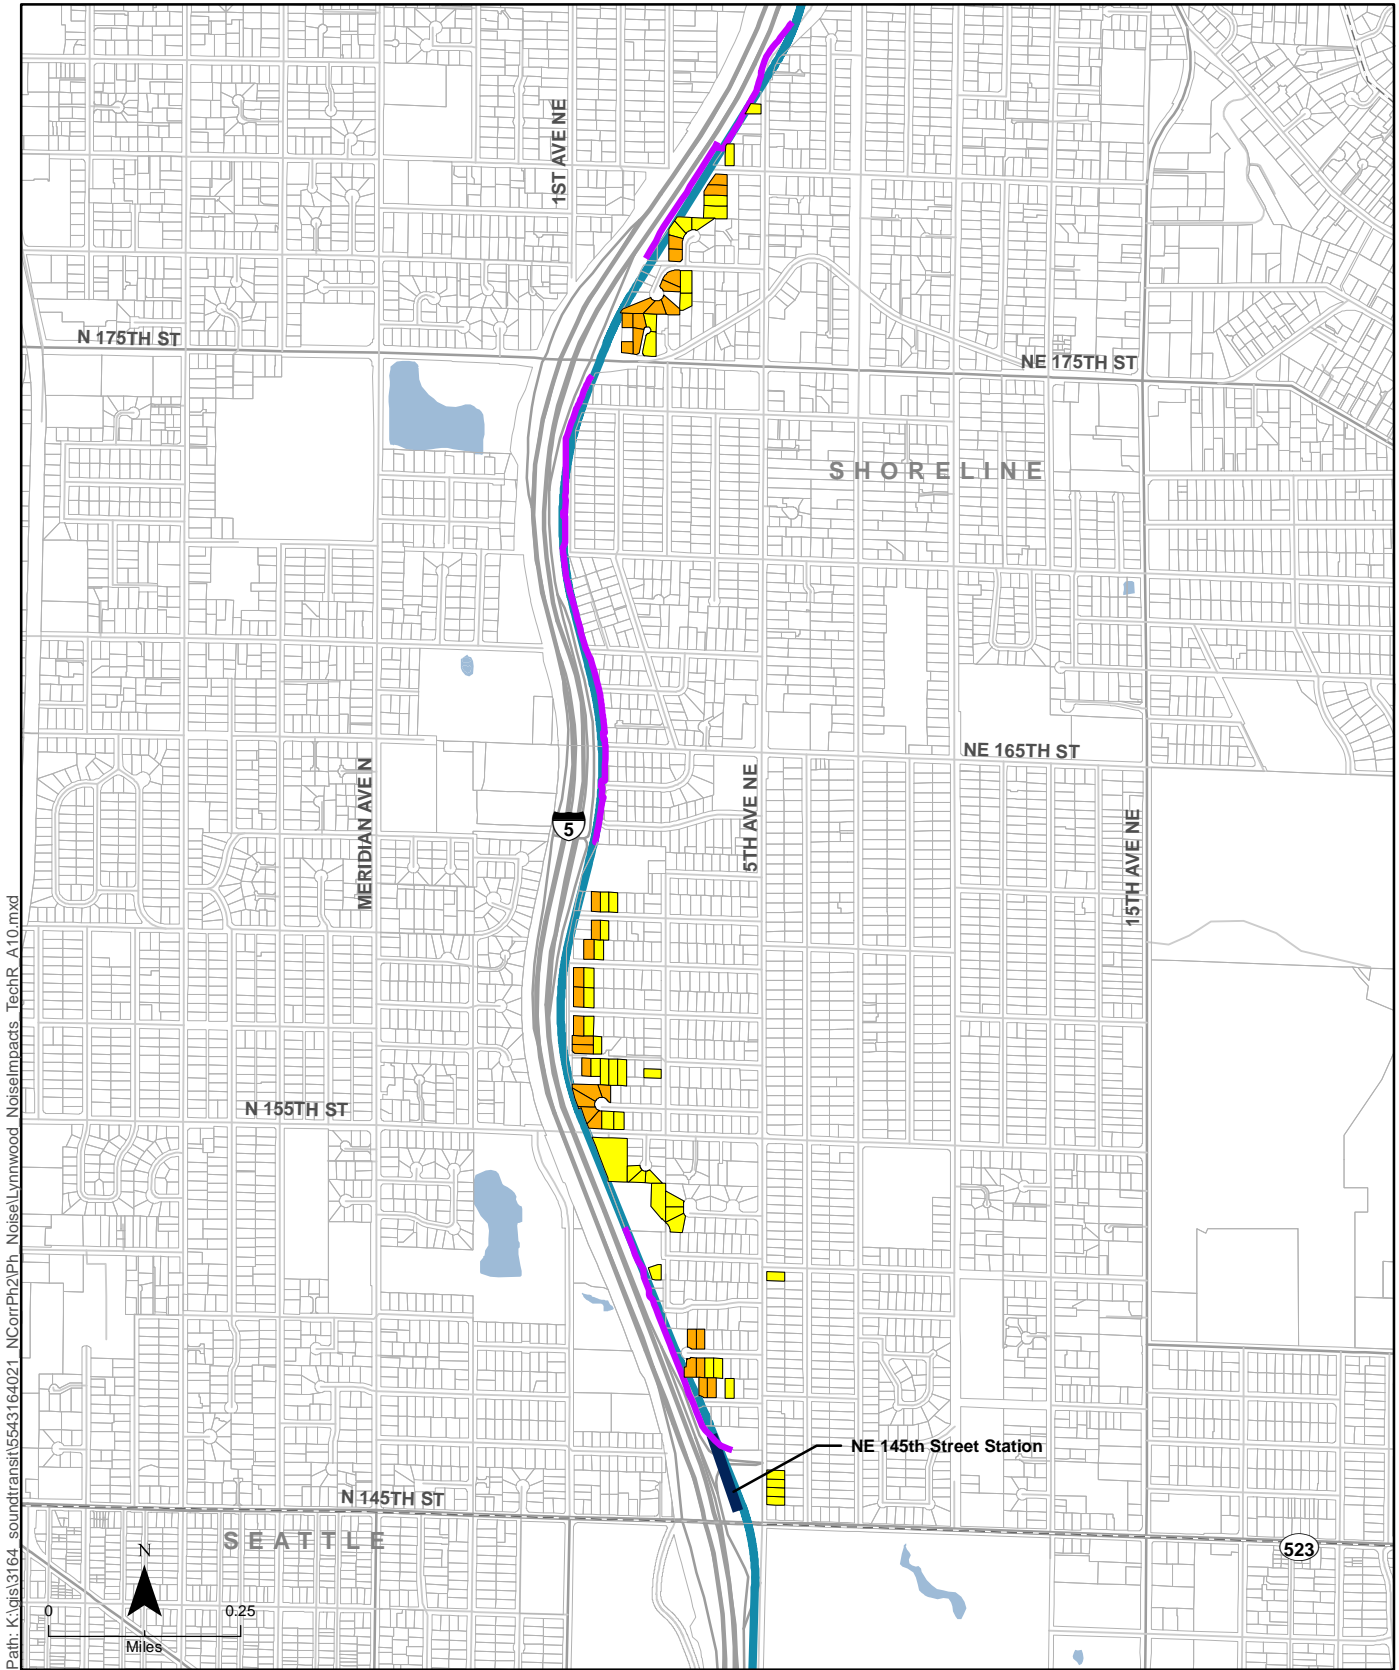 1ST AVE NE
N 175TH ST
NE 175TH ST
SHORELINE
NE 165TH ST
MERIDIAN AVE N
5TH AVE NE
15TH AVE NE
5
N 155TH ST
NE 145th Street Station
N 145TH ST
SEATTLE
523
N
0 0.25
Miles
Path: K:\gis\3164_soundtransit\5543164021_NCorrPh2\Ph_Noise\Lynnwood_NoiseImpacts_TechR_A10.mxd